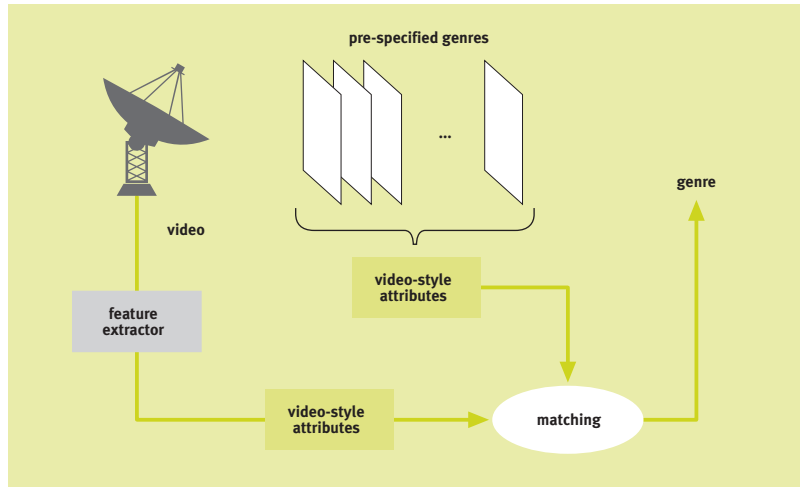 pre-specified genres
...
genre
video
video-style
attributes
feature
extractor
video-style
attributes
matching